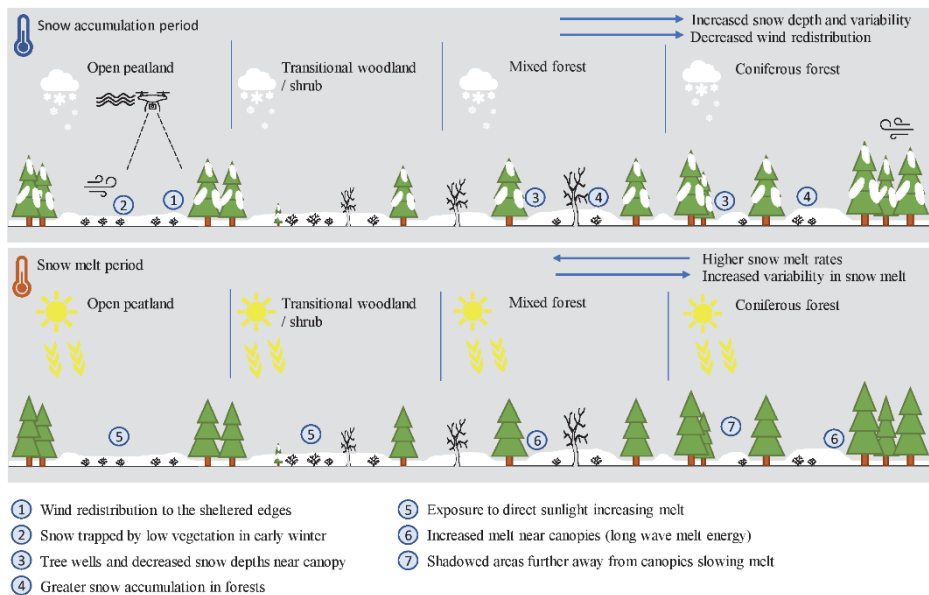 Snow accumulation period
Increased snow depth and variability
Decreased wind redistribution
Open peatland
Transitional woodland
/ shrub
Mixed forest
Coniferous forest
2
1
3
4
3
4
Snow melt period
Higher snow melt rates
Increased variability in snow melt
Open peatland
Transitional woodland
/ shrub
Mixed forest
Coniferous forest
5
5
6
7
6
1 Wind redistribution to the sheltered edges
2 Snow trapped by low vegetation in early winter
3 Tree wells and decreased snow depths near canopy
4 Greater snow accumulation in forests
5 Exposure to direct sunlight increasing melt
6 Increased melt near canopies (long wave melt energy)
7 Shadowed areas further away from canopies slowing melt